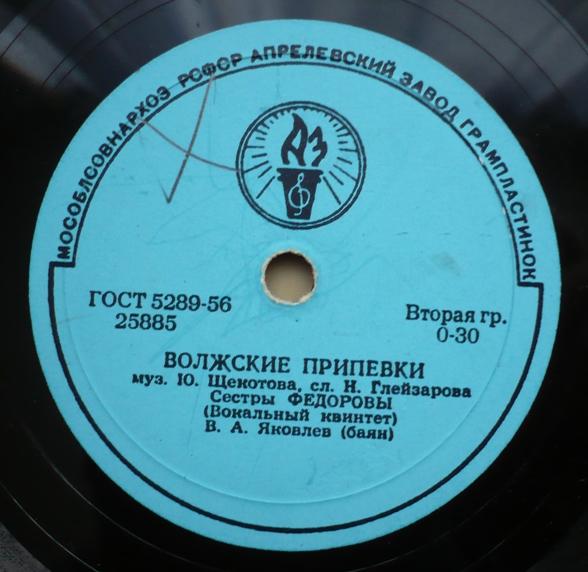 МОСОБЛСОВНАРХОЗ РСФСР АПРЕЛЕВСКИЙ ЗАВОД ГРАМПЛАСТИНОК
АЗ
ГОСТ 5289-56
25885
Вторая гр.
0-30
ВОЛЖСКИЕ ПРИПЕВКИ
муз. Ю. Щекотова, сл. Н. Глейзарова
Сестры ФЕДОРОВЫ
(Вокальный квинтет)
В. А. Яковлев (баян)